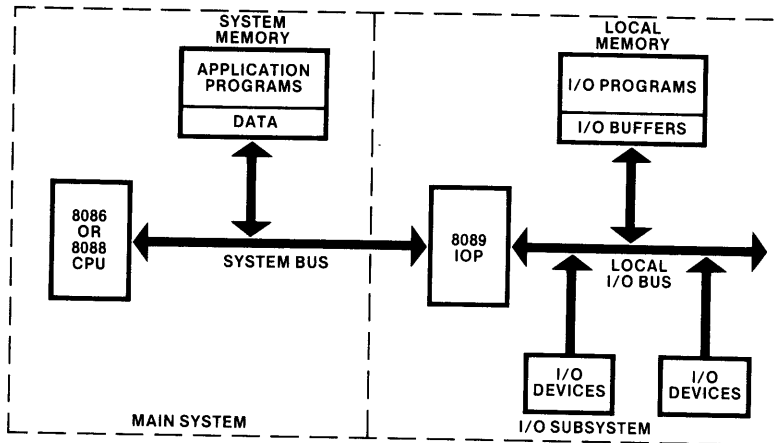 SYSTEM
MEMORY
APPLICATION
PROGRAMS
DATA
8086
OR
8088
CPU
SYSTEM BUS
MAIN SYSTEM
LOCAL
MEMORY
I/O PROGRAMS
I/O BUFFERS
8089
IOP
LOCAL
I/O BUS
I/O
DEVICES
I/O
DEVICES
I/O SUBSYSTEM